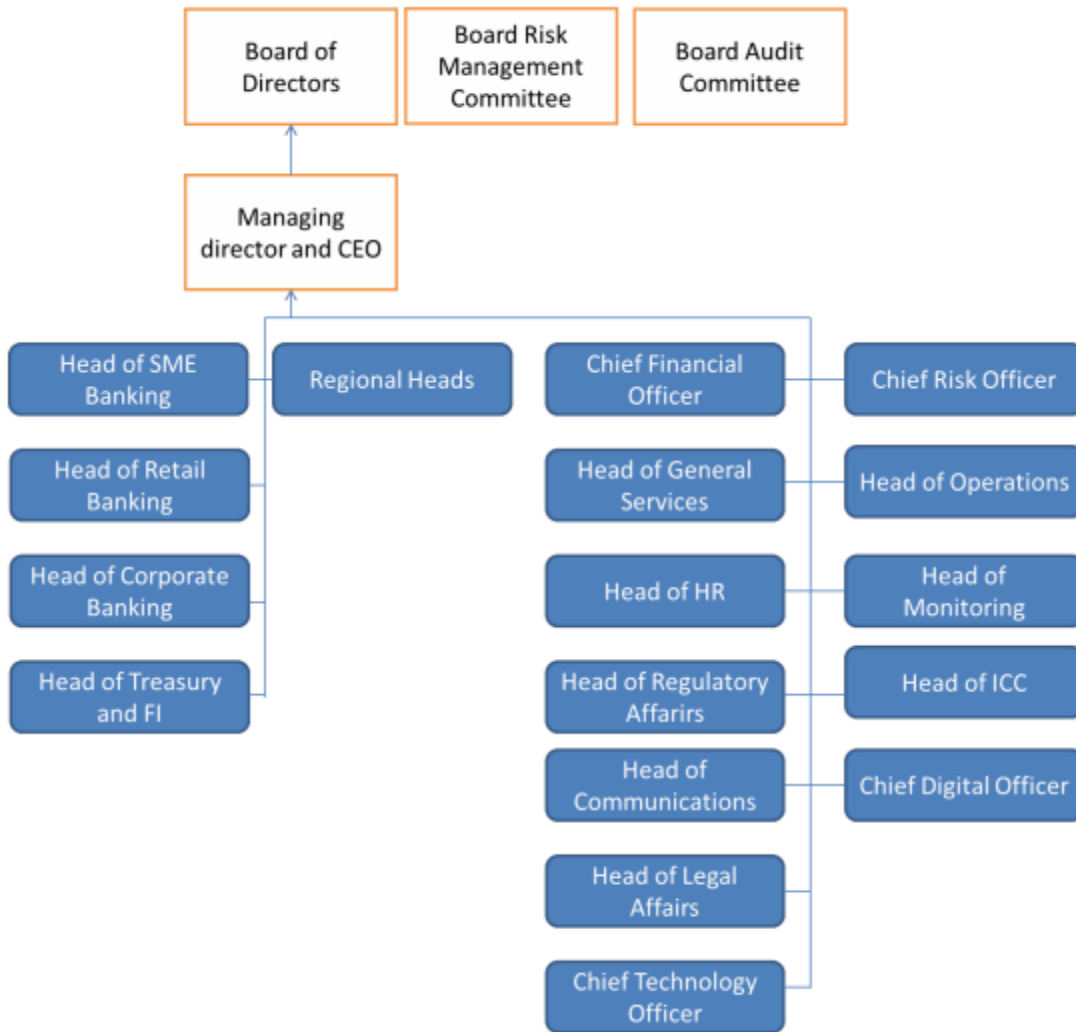 Board of
Directors
Board Risk
Management
Committee
Board Audit
Committee
Managing
director and CEO
Head of SME
Banking
Regional Heads
Chief Financial
Officer
Chief Risk Officer
Head of Retail
Banking
Head of General
Services
Head of Operations
Head of Corporate
Banking
Head of HR
Head of
Monitoring
Head of Treasury
and FI
Head of Regulatory
Affarirs
Head of ICC
Head of
Communications
Chief Digital Officer
Head of Legal
Affairs
Chief Technology
Officer